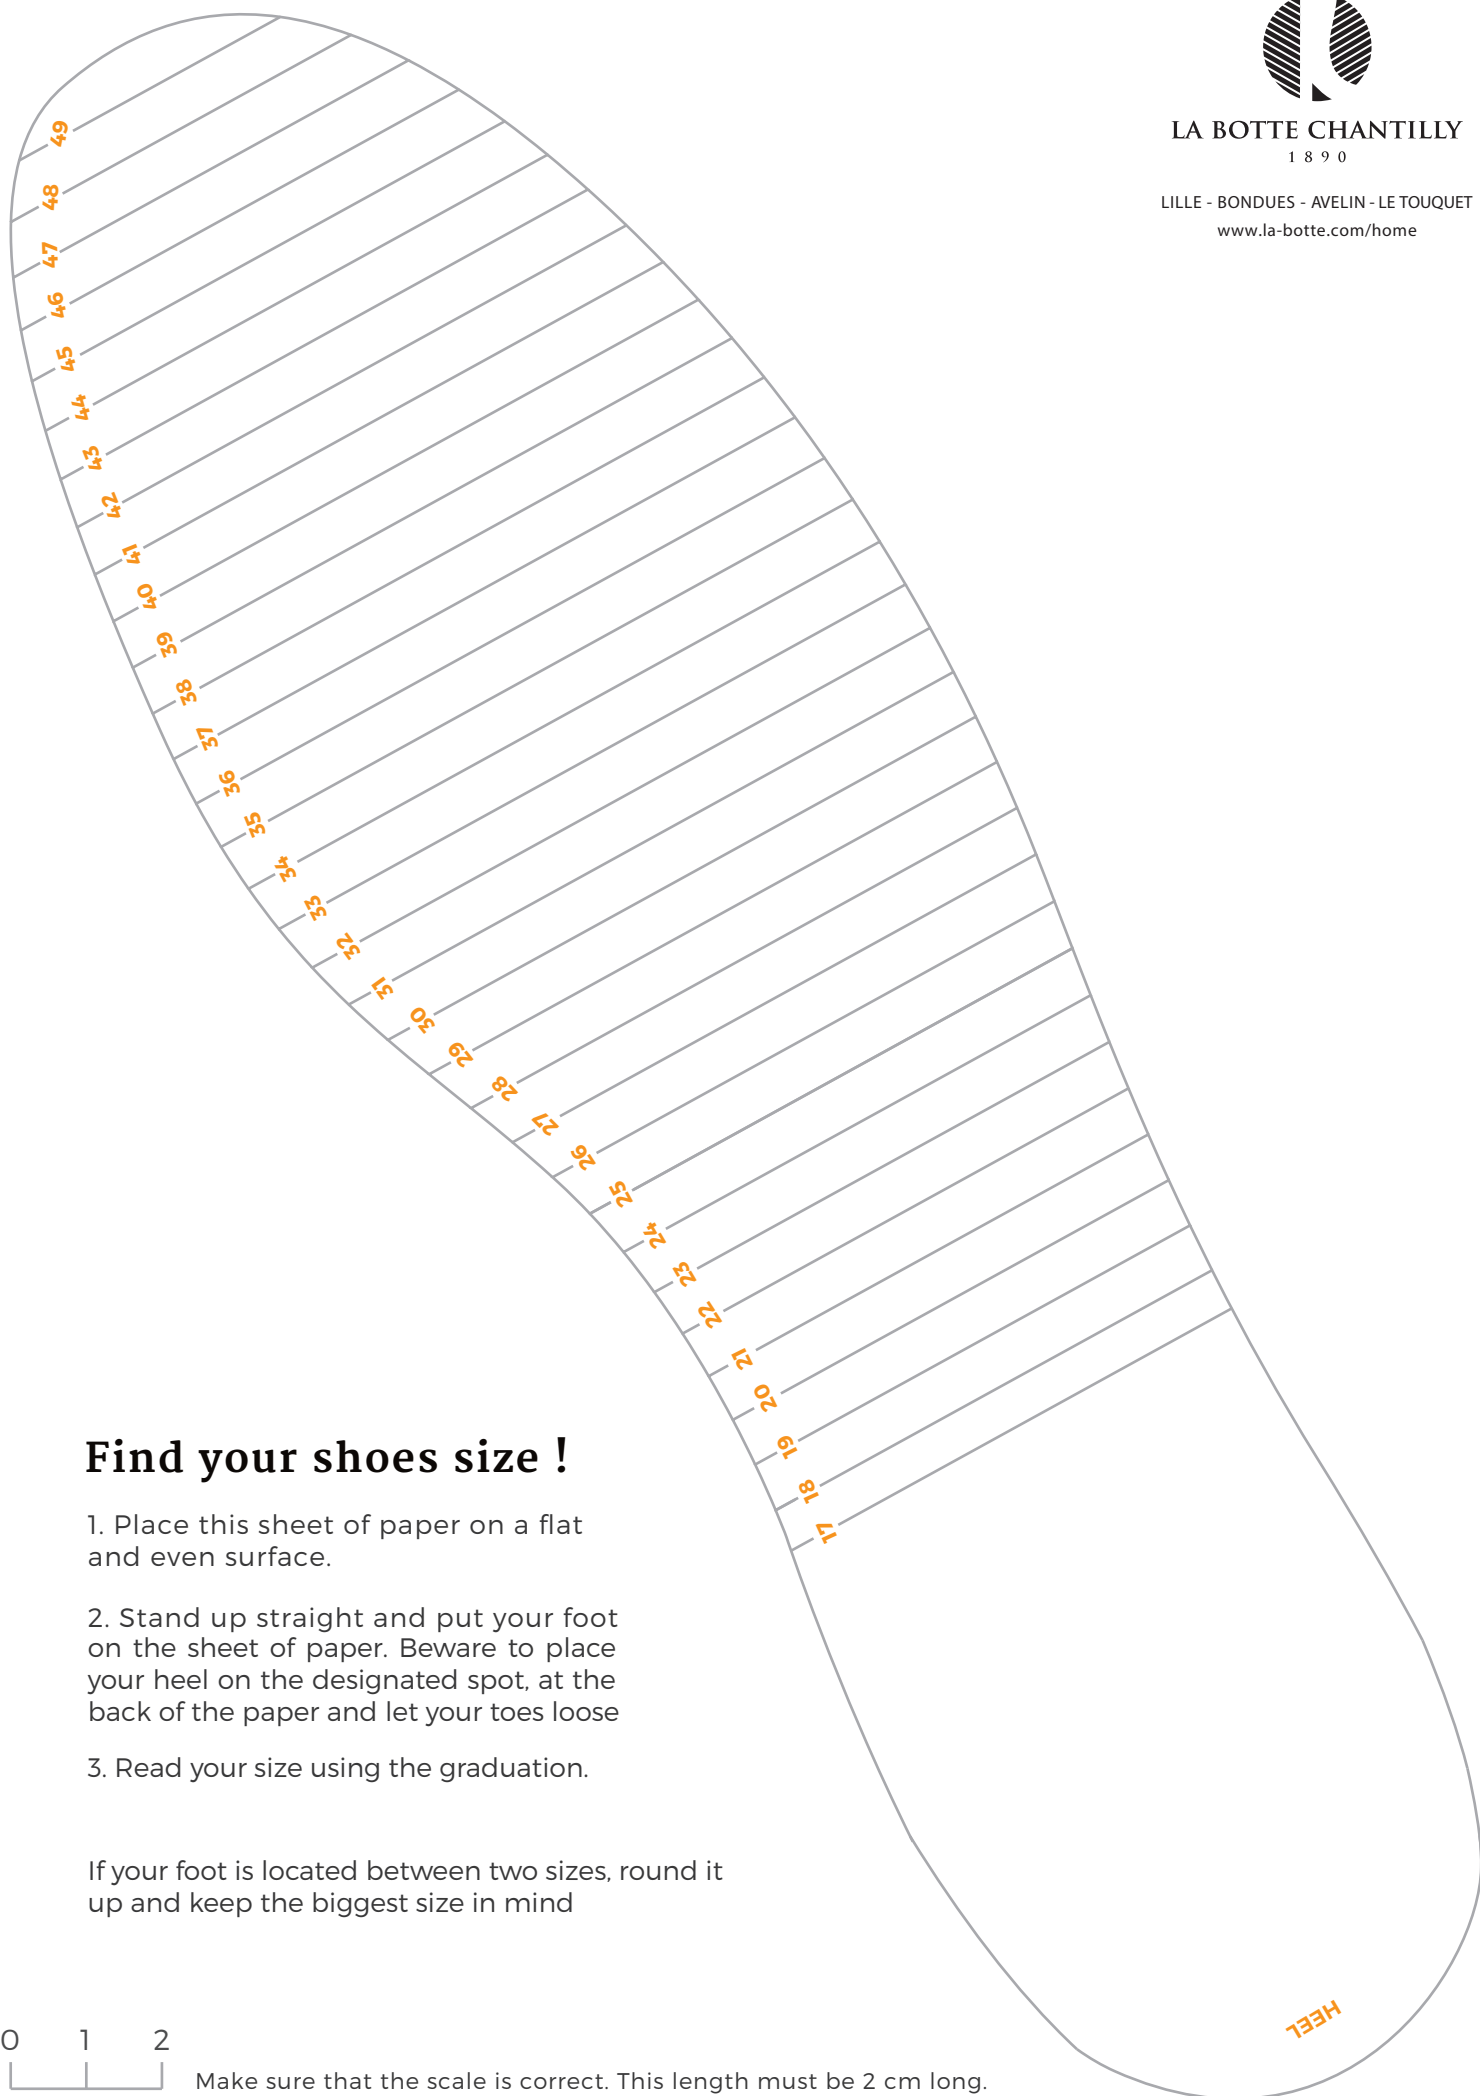 LA BOTTE CHANTILLY
1890
LILLE - BONDUES - AVELIN - LE TOUQUET
www.la-botte.com/home
49
48
47
46
45
44
43
42
41
40
39
38
37
36
35
34
33
32
31
30
29
28
27
26
25
24
23
22
21
20
19
18
17
Find your shoes size !
1. Place this sheet of paper on a flat
and even surface.
2. Stand up straight and put your foot
on the sheet of paper. Beware to place
your heel on the designated spot, at the
back of the paper and let your toes loose
3. Read your size using the graduation.
If your foot is located between two sizes, round it
up and keep the biggest size in mind
HEEL
0 1 2
Make sure that the scale is correct. This length must be 2 cm long.